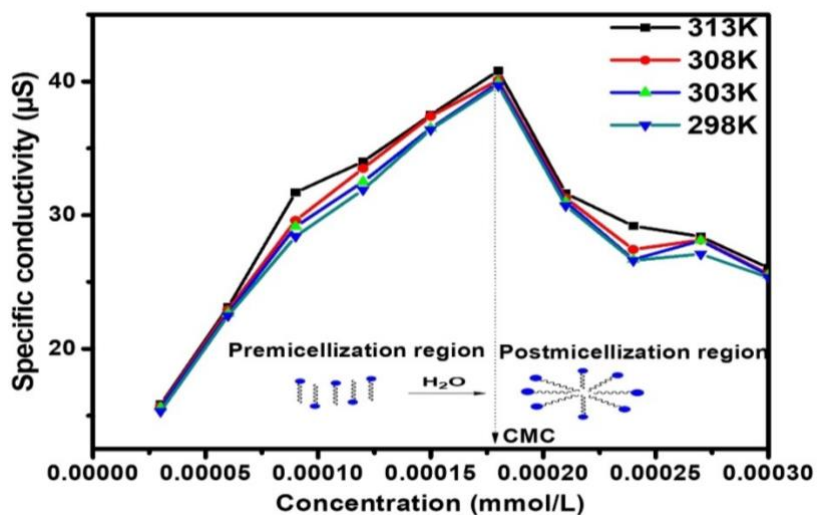 313K
308K
303K
298K
40
30
20
Specific conductivity (µS)
Premicellization region
Postmicellization region
H₂O
CMC
0.00000 0.00005 0.00010 0.00015 0.00020 0.00025 0.00030
Concentration (mmol/L)